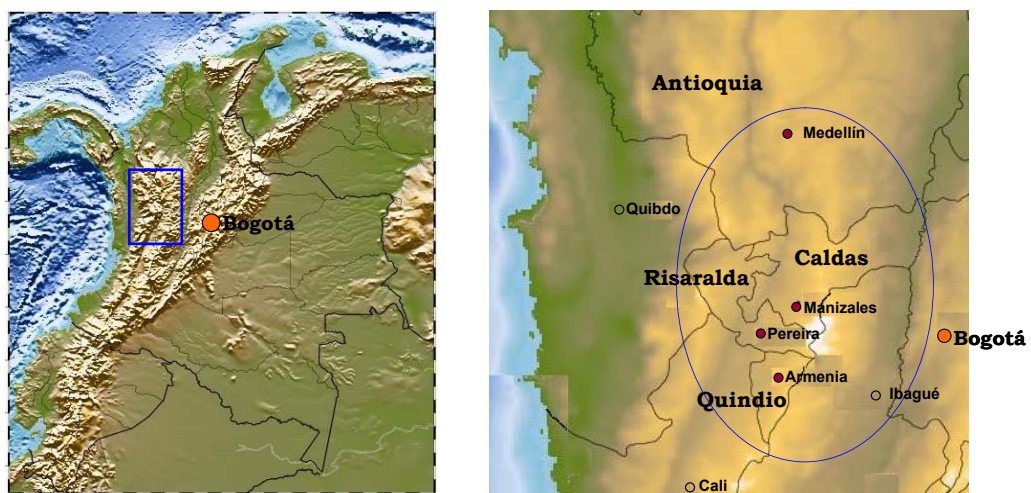 Bogotá
Antioquia
Medellín
Quibdo
Caldas
Risaralda
Manizales
Pereira
Bogotá
Armenia
Ibagué
Quindio
Cali